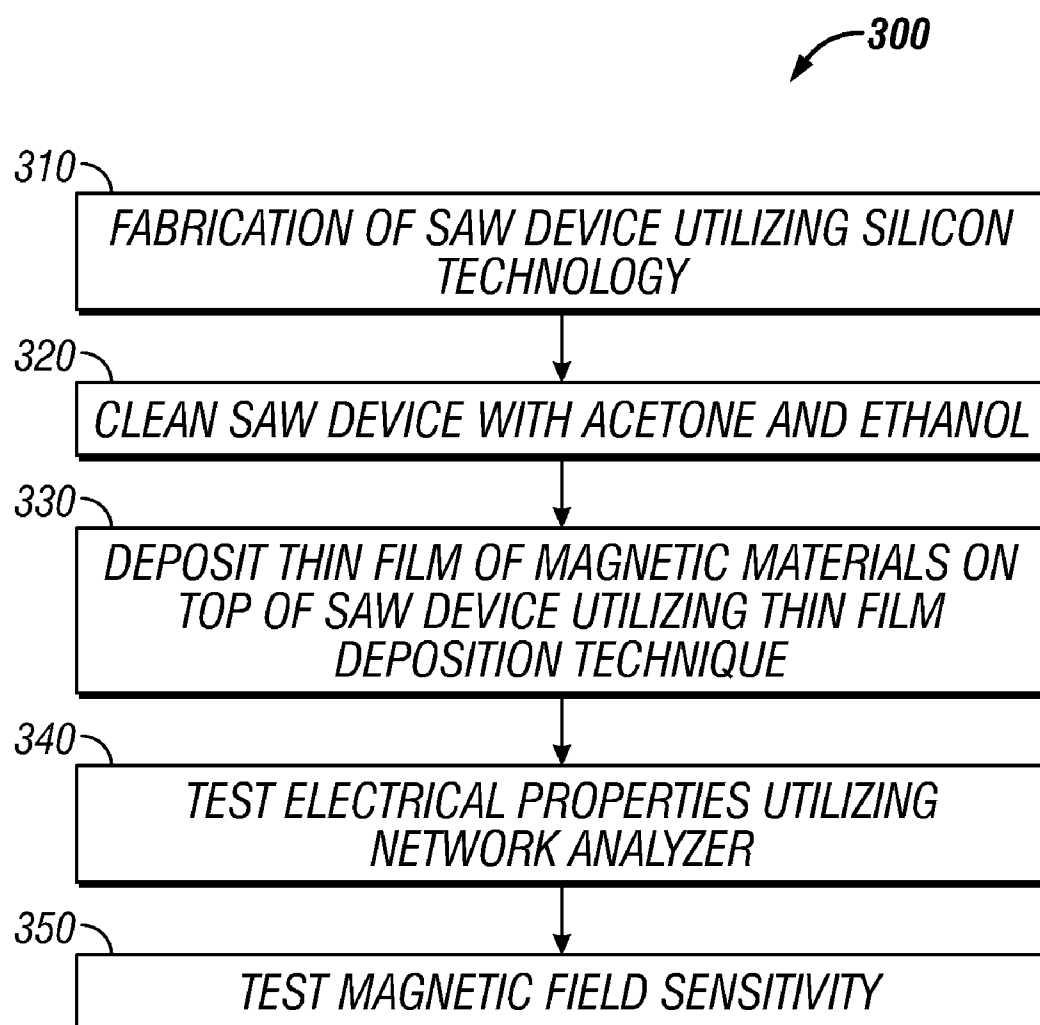 300
310
FABRICATION OF SAW DEVICE UTILIZING SILICON
TECHNOLOGY
320
CLEAN SAW DEVICE WITH ACETONE AND ETHANOL
330
DEPOSIT THIN FILM OF MAGNETIC MATERIALS ON
TOP OF SAW DEVICE UTILIZING THIN FILM
DEPOSITION TECHNIQUE
340
TEST ELECTRICAL PROPERTIES UTILIZING
NETWORK ANALYZER
350
TEST MAGNETIC FIELD SENSITIVITY